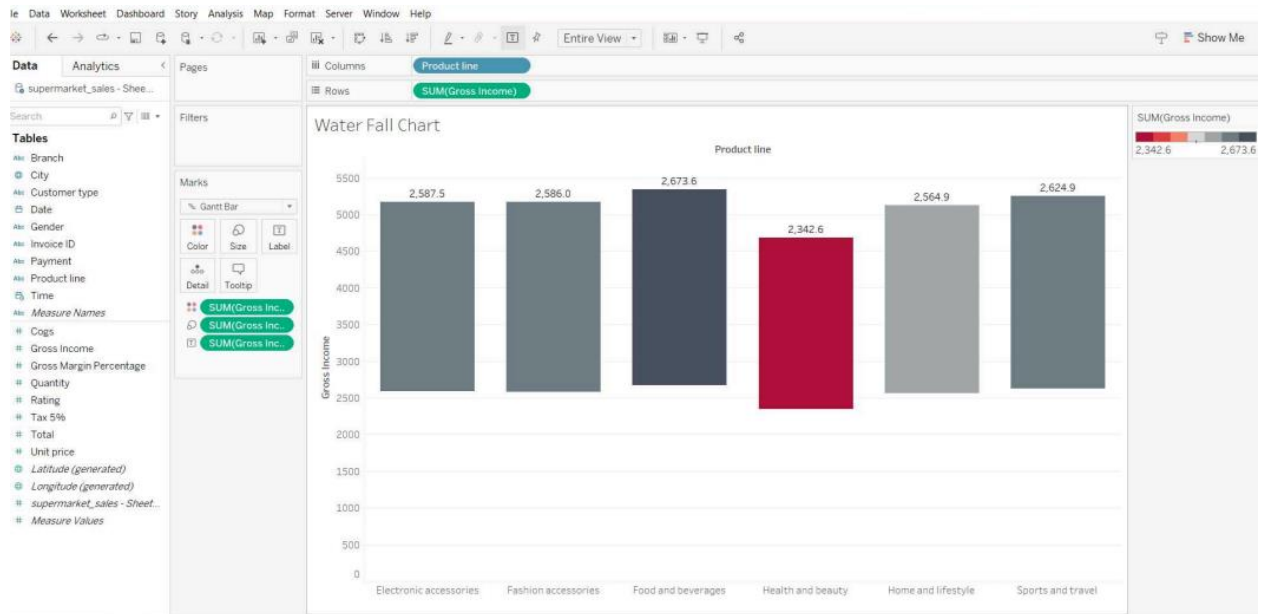 le Data Worksheet Dashboard Story Analysis Map Format Server Window Help
Entire View
Show Me
Data Analytics
supermarket_sales - Shee...
Search
Tables
Abc Branch
City
Abc Customer type
Date
Abc Gender
Abc Invoice ID
Abc Payment
Abc Product line
Time
Abc Measure Names
# Cogs
# Gross Income
# Gross Margin Percentage
# Quantity
# Rating
# Tax 5%
# Total
# Unit price
Latitude (generated)
Longitude (generated)
# supermarket_sales - Sheet...
# Measure Values
Pages
Filters
Marks
Gantt Bar
Color Size Label
Detail Tooltip
SUM(Gross Inc..
SUM(Gross Inc..
SUM(Gross Inc..
Columns Product line
Rows SUM(Gross Income)
Water Fall Chart
Product line
Gross Income
5500
5000
4500
4000
3500
3000
2500
2000
1500
1000
500
0
2,587.5 2,586.0 2,673.6 2,342.6 2,564.9 2,624.9
Electronic accessories Fashion accessories Food and beverages Health and beauty Home and lifestyle Sports and travel
SUM(Gross Income)
2,342.6 2,673.6